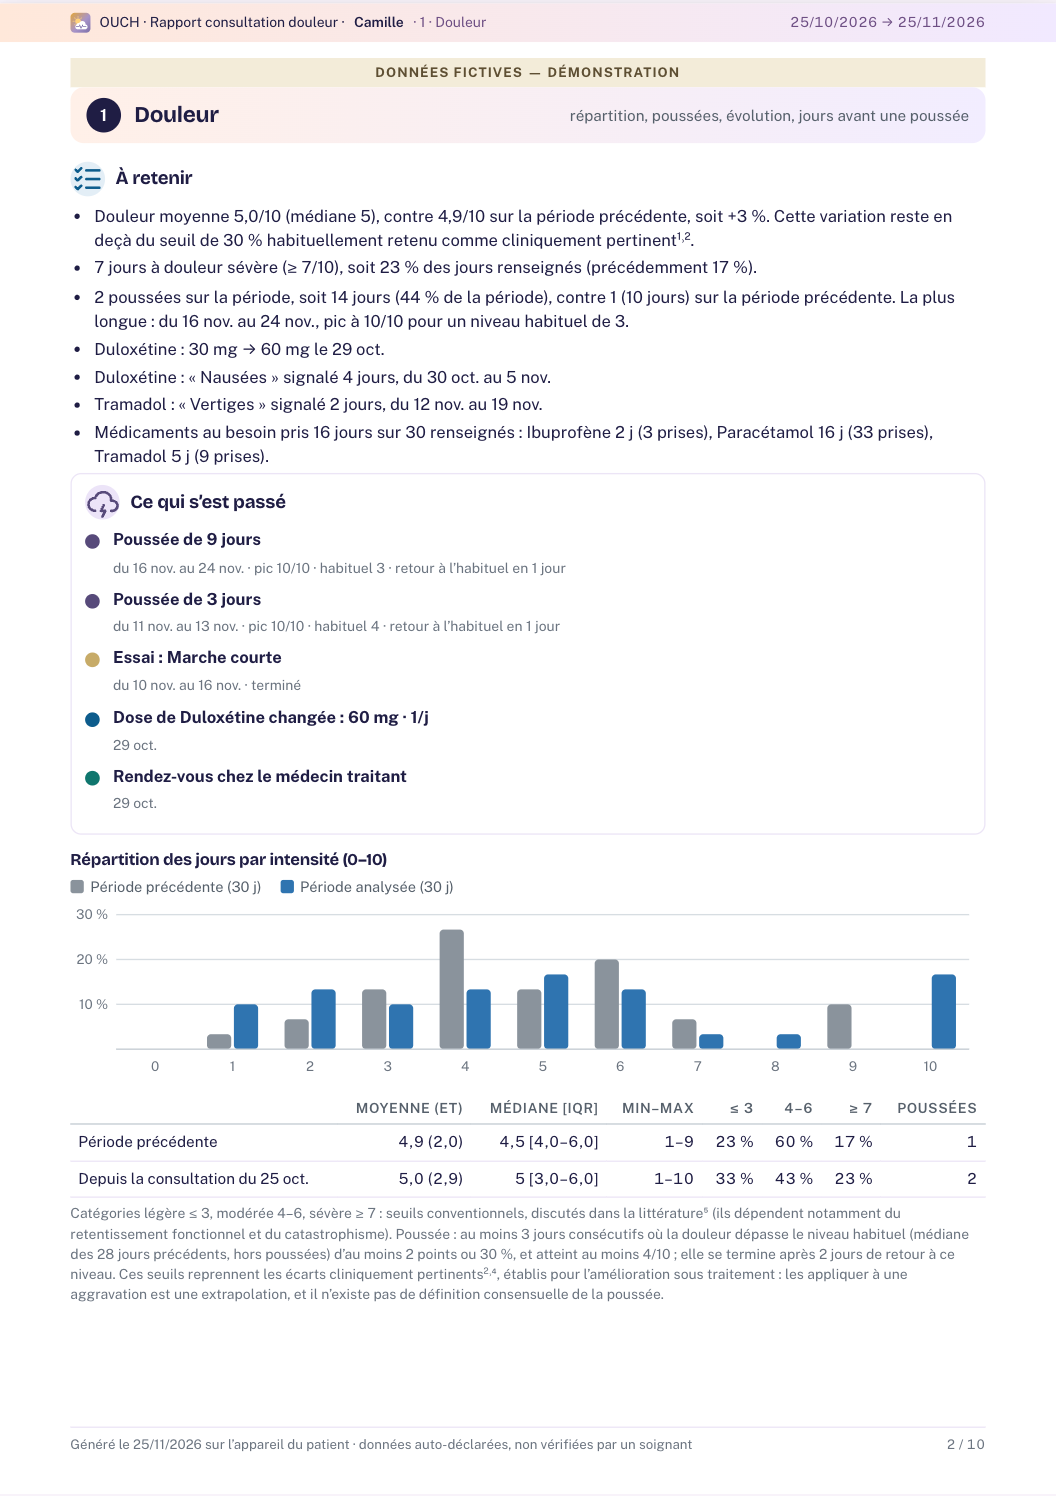 OUCH · Rapport consultation douleur · Camille · 1 · Douleur
25/10/2026 → 25/11/2026
DONNÉES FICTIVES — DÉMONSTRATION
1 Douleur
répartition, poussées, évolution, jours avant une poussée
À retenir
• Douleur moyenne 5,0/10 (médiane 5), contre 4,9/10 sur la période précédente, soit +3 %. Cette variation reste en
deçà du seuil de 30 % habituellement retenu comme cliniquement pertinent¹,².
• 7 jours à douleur sévère (≥ 7/10), soit 23 % des jours renseignés (précédemment 17 %).
• 2 poussées sur la période, soit 14 jours (44 % de la période), contre 1 (10 jours) sur la période précédente. La plus
longue : du 16 nov. au 24 nov., pic à 10/10 pour un niveau habituel de 3.
• Duloxétine : 30 mg → 60 mg le 29 oct.
• Duloxétine : « Nausées » signalé 4 jours, du 30 oct. au 5 nov.
• Tramadol : « Vertiges » signalé 2 jours, du 12 nov. au 19 nov.
• Médicaments au besoin pris 16 jours sur 30 renseignés : Ibuprofène 2 j (3 prises), Paracétamol 16 j (33 prises),
Tramadol 5 j (9 prises).
Ce qui s’est passé
Poussée de 9 jours
du 16 nov. au 24 nov. · pic 10/10 · habituel 3 · retour à l’habituel en 1 jour
Poussée de 3 jours
du 11 nov. au 13 nov. · pic 10/10 · habituel 4 · retour à l’habituel en 1 jour
Essai : Marche courte
du 10 nov. au 16 nov. · terminé
Dose de Duloxétine changée : 60 mg · 1/j
29 oct.
Rendez-vous chez le médecin traitant
29 oct.
Répartition des jours par intensité (0–10)
Période précédente (30 j) Période analysée (30 j)
30 %
20 %
10 %
0 1 2 3 4 5 6 7 8 9 10
MOYENNE (ET) MÉDIANE [IQR] MIN–MAX ≤ 3 4–6 ≥ 7 POUSSÉES
Période précédente 4,9 (2,0) 4,5 [4,0–6,0] 1–9 23 % 60 % 17 % 1
Depuis la consultation du 25 oct. 5,0 (2,9) 5 [3,0–6,0] 1–10 33 % 43 % 23 % 2
Catégories légère ≤ 3, modérée 4–6, sévère ≥ 7 : seuils conventionnels, discutés dans la littérature⁵ (ils dépendent notamment du
retentissement fonctionnel et du catastrophisme). Poussée : au moins 3 jours consécutifs où la douleur dépasse le niveau habituel (médiane
des 28 jours précédents, hors poussées) d’au moins 2 points ou 30 %, et atteint au moins 4/10 ; elle se termine après 2 jours de retour à ce
niveau. Ces seuils reprennent les écarts cliniquement pertinents²,⁴, établis pour l’amélioration sous traitement : les appliquer à une
aggravation est une extrapolation, et il n’existe pas de définition consensuelle de la poussée.
Généré le 25/11/2026 sur l’appareil du patient · données auto-déclarées, non vérifiées par un soignant
2 / 10